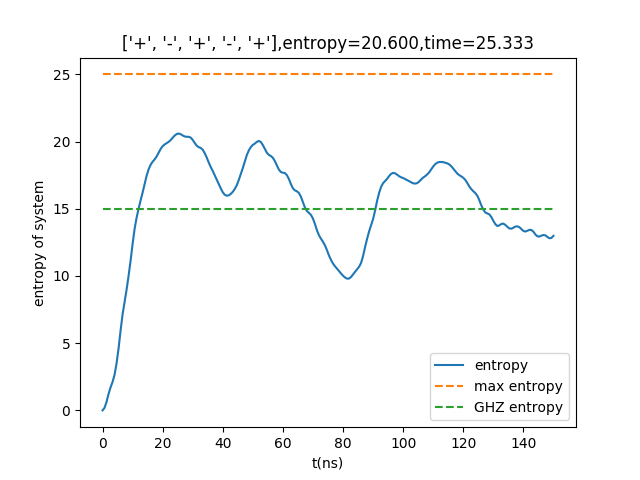 ['+', '-', '+', '-', '+'],entropy=20.600,time=25.333
entropy of system
25
20
15
10
5
0
0 20 40 60 80 100 120 140
t(ns)
entropy
max entropy
GHZ entropy